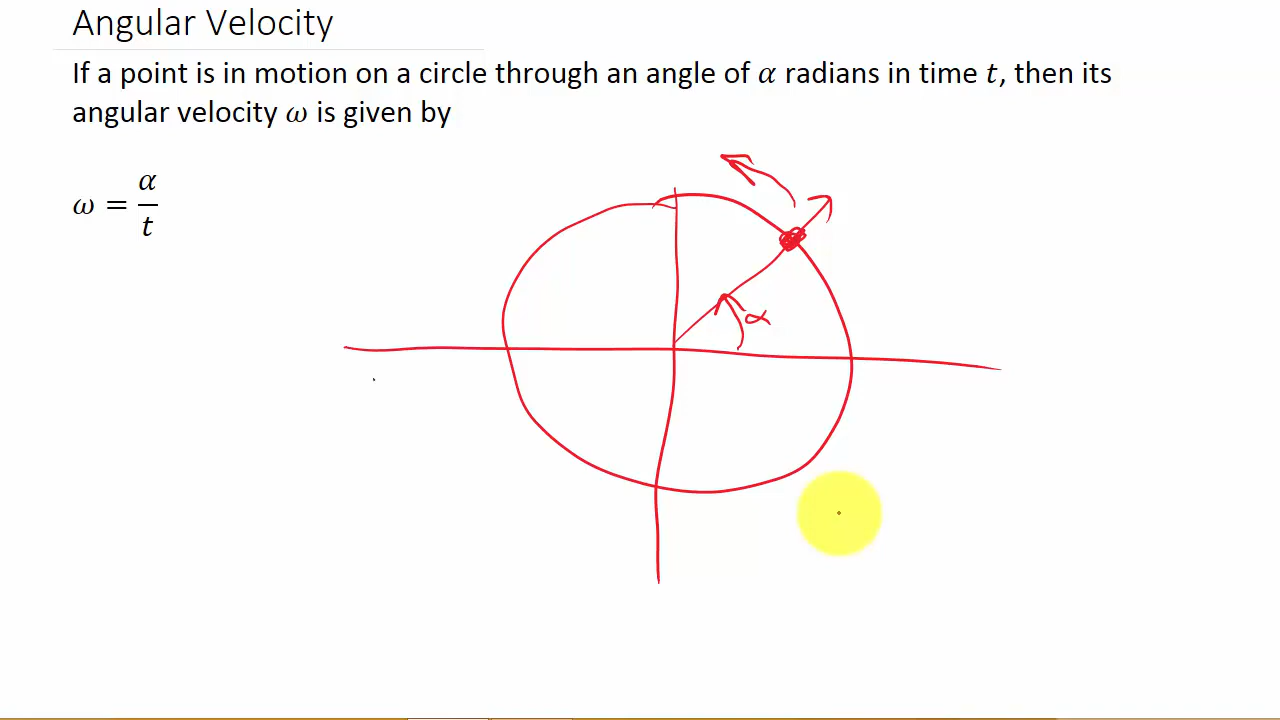 Angular Velocity
If a point is in motion on a circle through an angle of α radians in time t, then its
angular velocity ω is given by
ω = α/t
α